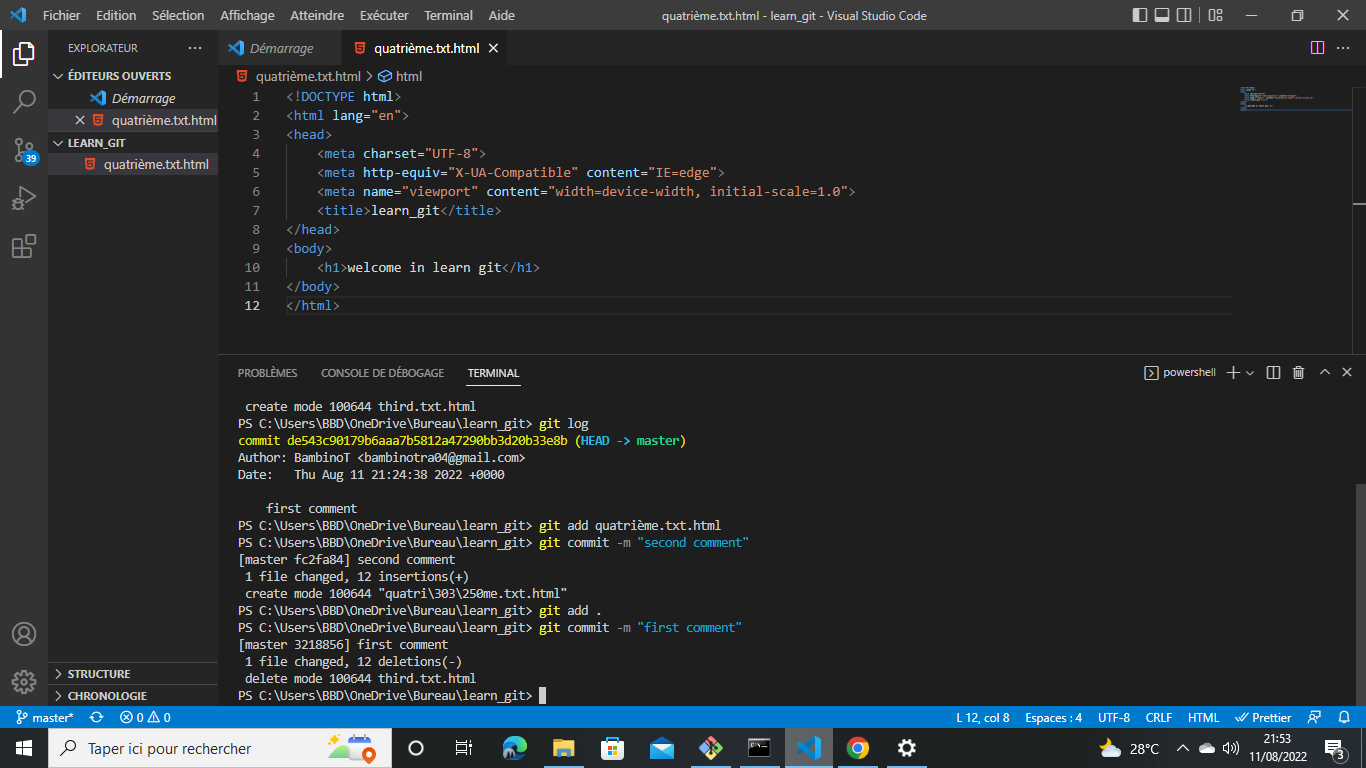 Fichier Edition Sélection Affichage Atteindre Exécuter Terminal Aide quatrième.txt.html - learn_git - Visual Studio Code
EXPLORATEUR
ÉDITEURS OUVERTS
Démarrage
quatrième.txt.html
LEARN_GIT
quatrième.txt.html
39
STRUCTURE
CHRONOLOGIE
Démarrage quatrième.txt.html
quatrième.txt.html > html
1 <!DOCTYPE html>
2 <html lang="en">
3 <head>
4 <meta charset="UTF-8">
5 <meta http-equiv="X-UA-Compatible" content="IE=edge">
6 <meta name="viewport" content="width=device-width, initial-scale=1.0">
7 <title>learn_git</title>
8 </head>
9 <body>
10 <h1>welcome in learn git</h1>
11 </body>
12 </html>
PROBLÈMES CONSOLE DE DÉBOGAGE TERMINAL powershell
create mode 100644 third.txt.html
PS C:\Users\BBD\OneDrive\Bureau\learn_git> git log
commit de543c90179b6aaa7b5812a47290bb3d20b33e8b (HEAD -> master)
Author: BambinoT <bambinotra04@gmail.com>
Date: Thu Aug 11 21:24:38 2022 +0000
first comment
PS C:\Users\BBD\OneDrive\Bureau\learn_git> git add quatrième.txt.html
PS C:\Users\BBD\OneDrive\Bureau\learn_git> git commit -m "second comment"
[master fc2fa84] second comment
1 file changed, 12 insertions(+)
create mode 100644 "quatri\303\250me.txt.html"
PS C:\Users\BBD\OneDrive\Bureau\learn_git> git add .
PS C:\Users\BBD\OneDrive\Bureau\learn_git> git commit -m "first comment"
[master 3218856] first comment
1 file changed, 12 deletions(-)
delete mode 100644 third.txt.html
PS C:\Users\BBD\OneDrive\Bureau\learn_git>
master* 0 0 L 12, col 8 Espaces : 4 UTF-8 CRLF HTML Prettier
Taper ici pour rechercher 28°C 21:53
11/08/2022
3